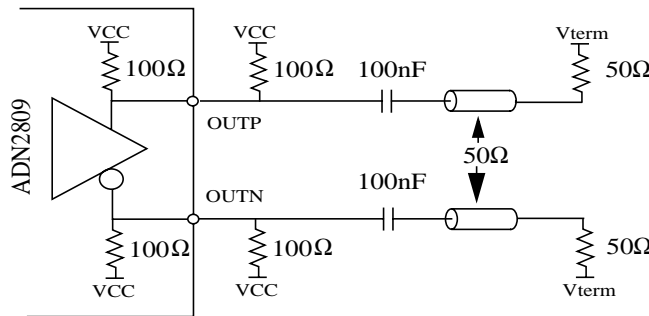 VCC
VCC
Vterm
100Ω
100Ω
100nF
50Ω
OUTP
ADN2809
50Ω
OUTN
100nF
100Ω
100Ω
50Ω
VCC
VCC
Vterm